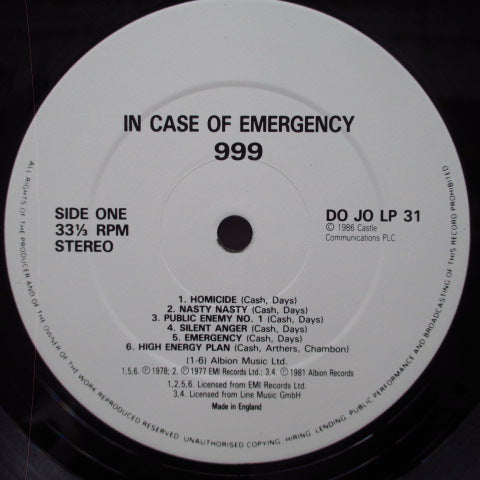 IN CASE OF EMERGENCY
999
SIDE ONE
33⅓ RPM
STEREO
DO JO LP 31
© 1986 Castle
Communications PLC
1. HOMICIDE (Cash, Days)
2. NASTY NASTY (Cash, Days)
3. PUBLIC ENEMY NO. 1 (Cash, Days)
4. SILENT ANGER (Cash, Days)
5. EMERGENCY (Cash, Days)
6. HIGH ENERGY PLAN (Cash, Arthers, Chambon)
(1-6) Albion Music Ltd.
1,5,6. ℗ 1978; 2. ℗ 1977 EMI Records Ltd.; 3,4. ℗ 1981 Albion Records
1,2,5,6. Licensed from EMI Records Ltd.
3,4. Licensed from Line Music GmbH
Made in England
ALL RIGHTS OF THE PRODUCER AND OF THE OWNER OF THE WORK REPRODUCED RESERVED. UNAUTHORISED COPYING. HIRING. LENDING. PUBLIC PERFORMANCE AND BROADCASTING OF THIS RECORD PROHIBITED